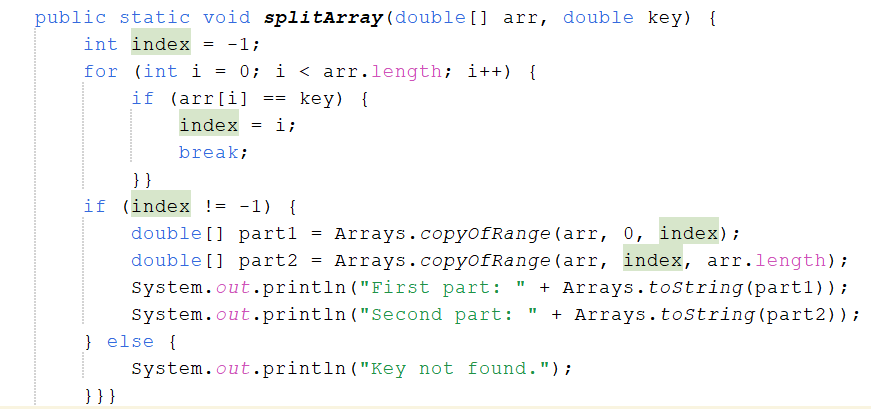 public static void splitArray(double[] arr, double key) {
int index = -1;
for (int i = 0; i < arr.length; i++) {
if (arr[i] == key) {
index = i;
break;
}}
if (index != -1) {
double[] part1 = Arrays.copyOfRange(arr, 0, index);
double[] part2 = Arrays.copyOfRange(arr, index, arr.length);
System.out.println("First part: " + Arrays.toString(part1));
System.out.println("Second part: " + Arrays.toString(part2));
} else {
System.out.println("Key not found.");
}}}